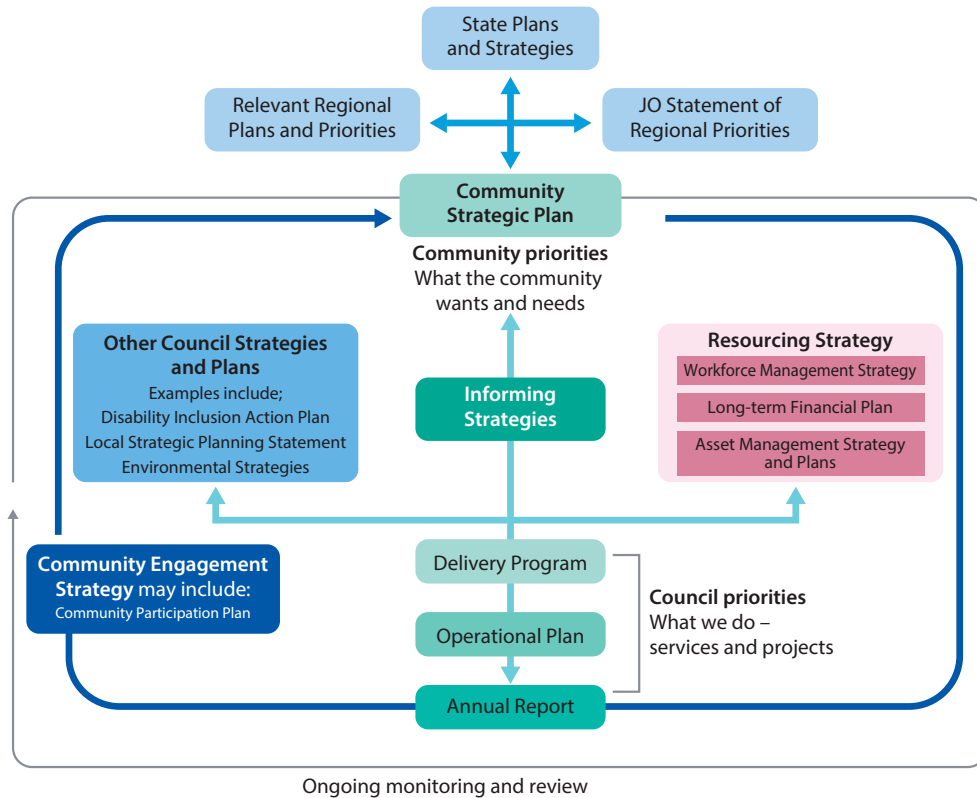 State Plans
and Strategies
Relevant Regional
Plans and Priorities
JO Statement of
Regional Priorities
Community
Strategic Plan
Community priorities
What the community
wants and needs
Other Council Strategies
and Plans
Examples include;
Disability Inclusion Action Plan
Local Strategic Planning Statement
Environmental Strategies
Informing
Strategies
Resourcing Strategy
Workforce Management Strategy
Long-term Financial Plan
Asset Management Strategy
and Plans
Community Engagement
Strategy may include:
Community Participation Plan
Delivery Program
Operational Plan
Annual Report
Council priorities
What we do –
services and projects
Ongoing monitoring and review